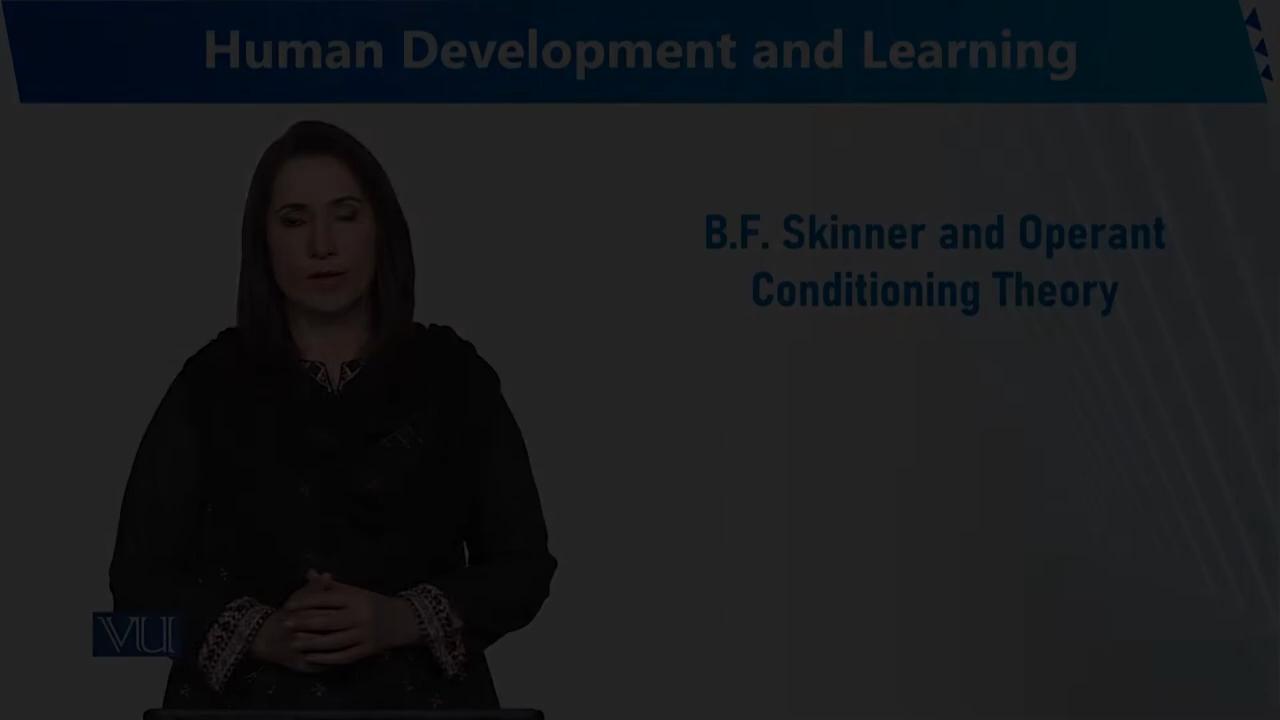 Human Development and Learning
B.F. Skinner and Operant
Conditioning Theory
VU